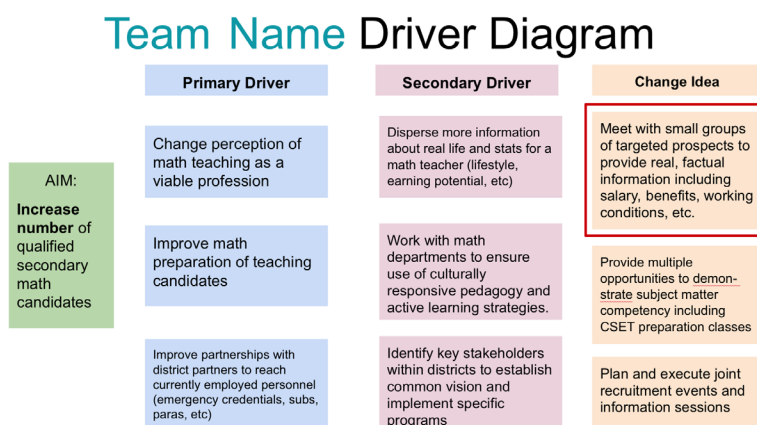 Team Name Driver Diagram
Primary Driver
Secondary Driver
Change Idea
AIM:
Increase
number of
qualified
secondary
math
candidates
Change perception of
math teaching as a
viable profession
Disperse more information
about real life and stats for a
math teacher (lifestyle,
earning potential, etc)
Meet with small groups
of targeted prospects to
provide real, factual
information including
salary, benefits, working
conditions, etc.
Improve math
preparation of teaching
candidates
Work with math
departments to ensure
use of culturally
responsive pedagogy and
active learning strategies.
Provide multiple
opportunities to demon-
strate subject matter
competency including
CSET preparation classes
Improve partnerships with
district partners to reach
currently employed personnel
(emergency credentials, subs,
paras, etc)
Identify key stakeholders
within districts to establish
common vision and
implement specific
programs
Plan and execute joint
recruitment events and
information sessions